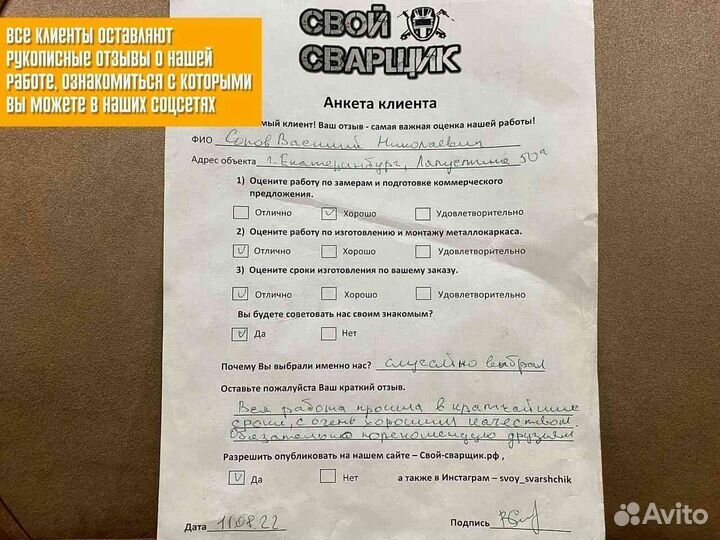 ВСЕ КЛИЕНТЫ ОСТАВЛЯЮТ
РУКОПИСНЫЕ ОТЗЫВЫ О НАШЕЙ
РАБОТЕ, ОЗНАКОМИТЬСЯ С КОТОРЫМИ
ВЫ МОЖЕТЕ В НАШИХ СОЦСЕТЯХ
СВОЙ
СВАРЩИК
Анкета клиента
мый клиент! Ваш отзыв - самая важная оценка нашей работы!
ФИО Василий Николаевич
Адрес объекта г. Екатеринбург, 50а
1) Оцените работу по замерам и подготовке коммерческого
предложения.
Отлично Хорошо Удовлетворительно
2) Оцените работу по изготовлению и монтажу металлокаркаса.
Отлично Хорошо Удовлетворительно
3) Оцените сроки изготовления по вашему заказу.
Отлично Хорошо Удовлетворительно
Вы будете советовать нас своим знакомым?
Да Нет
Почему Вы выбрали именно нас? случайно выбрал
Оставьте пожалуйста Ваш краткий отзыв.
Вся работа прошла в кратчайшие
сроки, с очень хорошим качеством.
Обязательно порекомендую друзьям
Разрешить опубликовать на нашем сайте – Свой-сварщик.рф ,
Да Нет а также в Инстаграм – svoy_svarshchik
Дата 11.08.22 Подпись
Avito